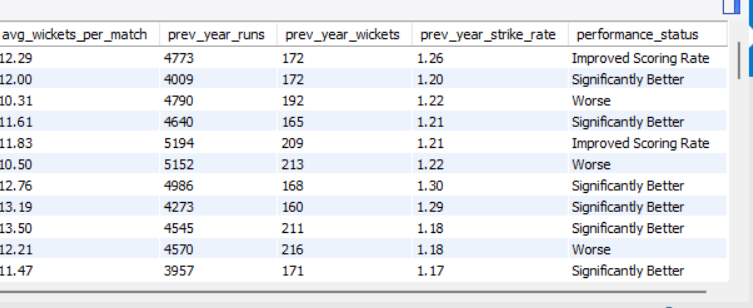 avg_wickets_per_match prev_year_runs prev_year_wickets prev_year_strike_rate performance_status
12.29 4773 172 1.26 Improved Scoring Rate
12.00 4009 172 1.20 Significantly Better
10.31 4790 192 1.22 Worse
11.61 4640 165 1.21 Significantly Better
11.83 5194 209 1.21 Improved Scoring Rate
10.50 5152 213 1.22 Worse
12.76 4986 168 1.30 Significantly Better
13.19 4273 160 1.29 Significantly Better
13.50 4545 211 1.18 Significantly Better
12.21 4570 216 1.18 Worse
11.47 3957 171 1.17 Significantly Better